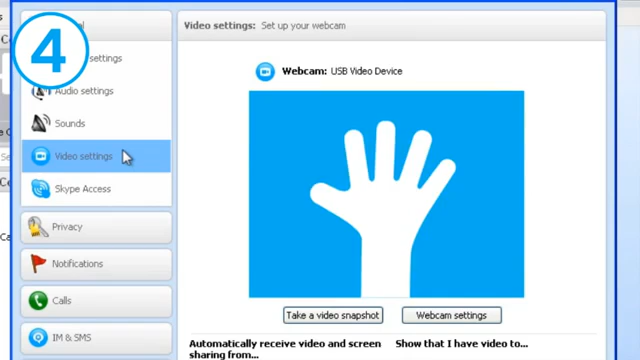 4
settings
Audio settings
Sounds
Video settings
Skype Access
Privacy
Notifications
Calls
IM & SMS
Video settings: Set up your webcam
Webcam: USB Video Device
Take a video snapshot
Webcam settings
Automatically receive video and screen
sharing from...
Show that I have video to...